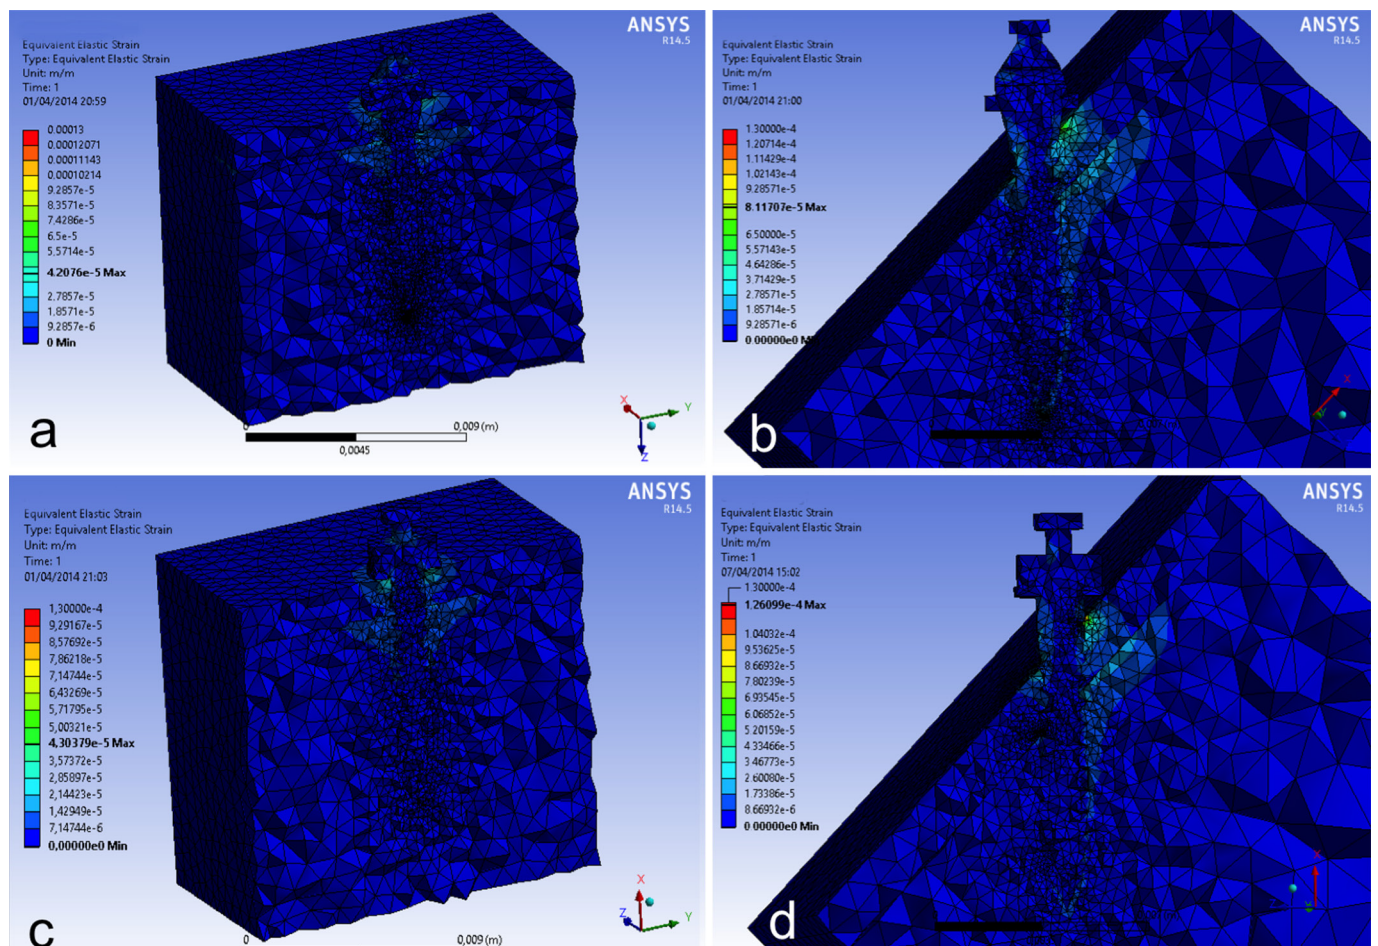 ANSYS
R14.5
Equivalent Elastic Strain
Type: Equivalent Elastic Strain
Unit: m/m
Time: 1
01/04/2014 20:59
0.00013
0.00012071
0.00011143
0.00010214
9.2857e-5
8.3571e-5
7.4286e-5
6.5e-5
5.5714e-5
4.2076e-5 Max
2.7857e-5
1.8571e-5
9.2857e-6
0 Min
a
0
0,009 (m)
0,0045
X
Y
Z
ANSYS
R14.5
Equivalent Elastic Strain
Type: Equivalent Elastic Strain
Unit: m/m
Time: 1
01/04/2014 21:00
1.30000e-4
1.20714e-4
1.11429e-4
1.02143e-4
9.28571e-5
8.11707e-5 Max
6.50000e-5
5.57143e-5
4.64286e-5
3.71429e-5
2.78571e-5
1.85714e-5
9.28571e-6
0.00000e0 M
b
X
ANSYS
R14.5
Equivalent Elastic Strain
Type: Equivalent Elastic Strain
Unit: m/m
Time: 1
01/04/2014 21:03
1,30000e-4
9,29167e-5
8,57692e-5
7,86218e-5
7,14744e-5
6,43269e-5
5,71795e-5
5,00321e-5
4,30379e-5 Max
3,57372e-5
2,85897e-5
2,14423e-5
1,42949e-5
7,14744e-6
0,00000e0 Min
c
0
0,009 (m)
X
Z
Y
ANSYS
R14.5
Equivalent Elastic Strain
Type: Equivalent Elastic Strain
Unit: m/m
Time: 1
07/04/2014 15:02
1.30000e-4
1.26099e-4 Max
1.04032e-4
9.53625e-5
8.66932e-5
7.80239e-5
6.93545e-5
6.06852e-5
5.20159e-5
4.33466e-5
3.46773e-5
2.60080e-5
1.73386e-5
8.66932e-6
0.00000e0 Min
d
X